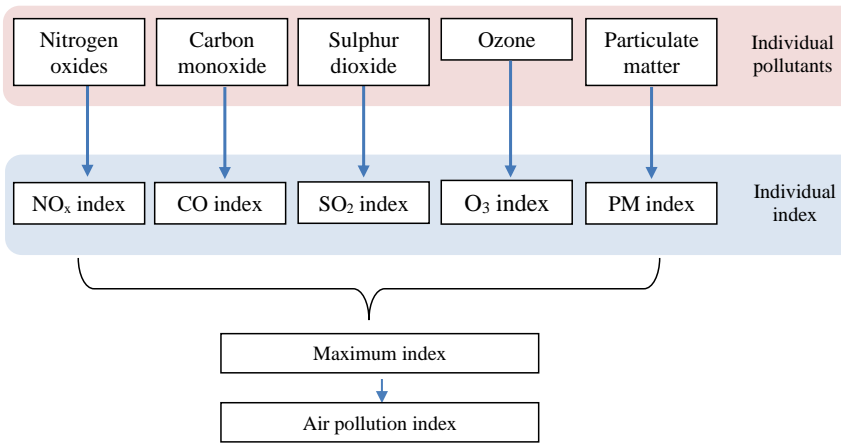 Nitrogen
oxides
Carbon
monoxide
Sulphur
dioxide
Ozone
Particulate
matter
Individual
pollutants
NOₓ index
CO index
SO₂ index
O₃ index
PM index
Individual
index
Maximum index
Air pollution index